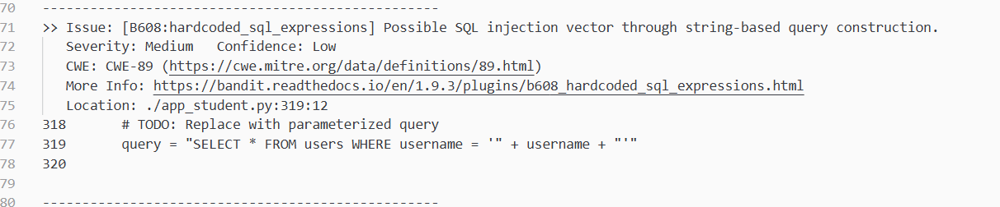 70 ------------------------------------------------
71 >> Issue: [B608:hardcoded_sql_expressions] Possible SQL injection vector through string-based query construction.
72    Severity: Medium   Confidence: Low
73    CWE: CWE-89 (https://cwe.mitre.org/data/definitions/89.html)
74    More Info: https://bandit.readthedocs.io/en/1.9.3/plugins/b608_hardcoded_sql_expressions.html
75    Location: ./app_student.py:319:12
76 318      # TODO: Replace with parameterized query
77 319      query = "SELECT * FROM users WHERE username = '" + username + "'"
78 320
79
80 ------------------------------------------------